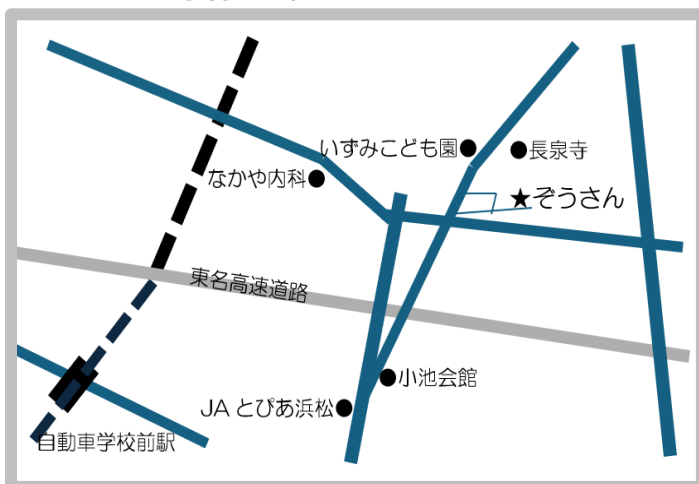 いずみこども園
長泉寺
なかや内科
★ぞうさん
東名高速道路
小池会館
JAとぴあ浜松
自動車学校前駅